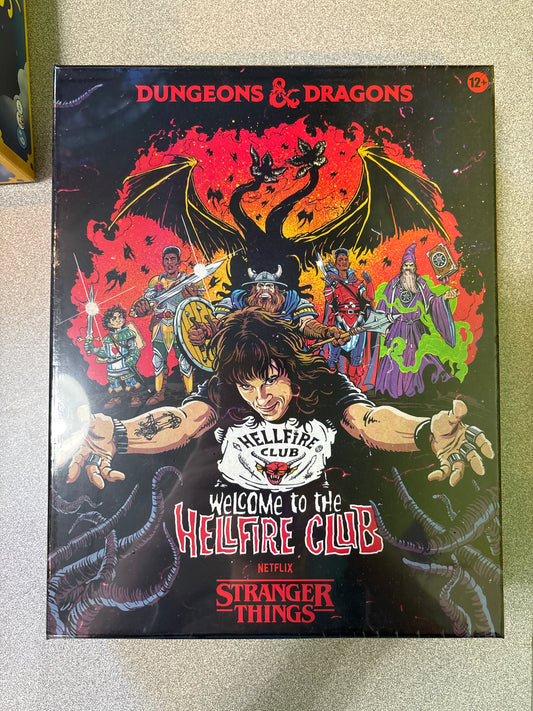 DUNGEONS & DRAGONS
12+
HELLFIRE
CLUB
WELCOME TO THE
HELLFIRE CLUB
NETFLIX
STRANGER
THINGS